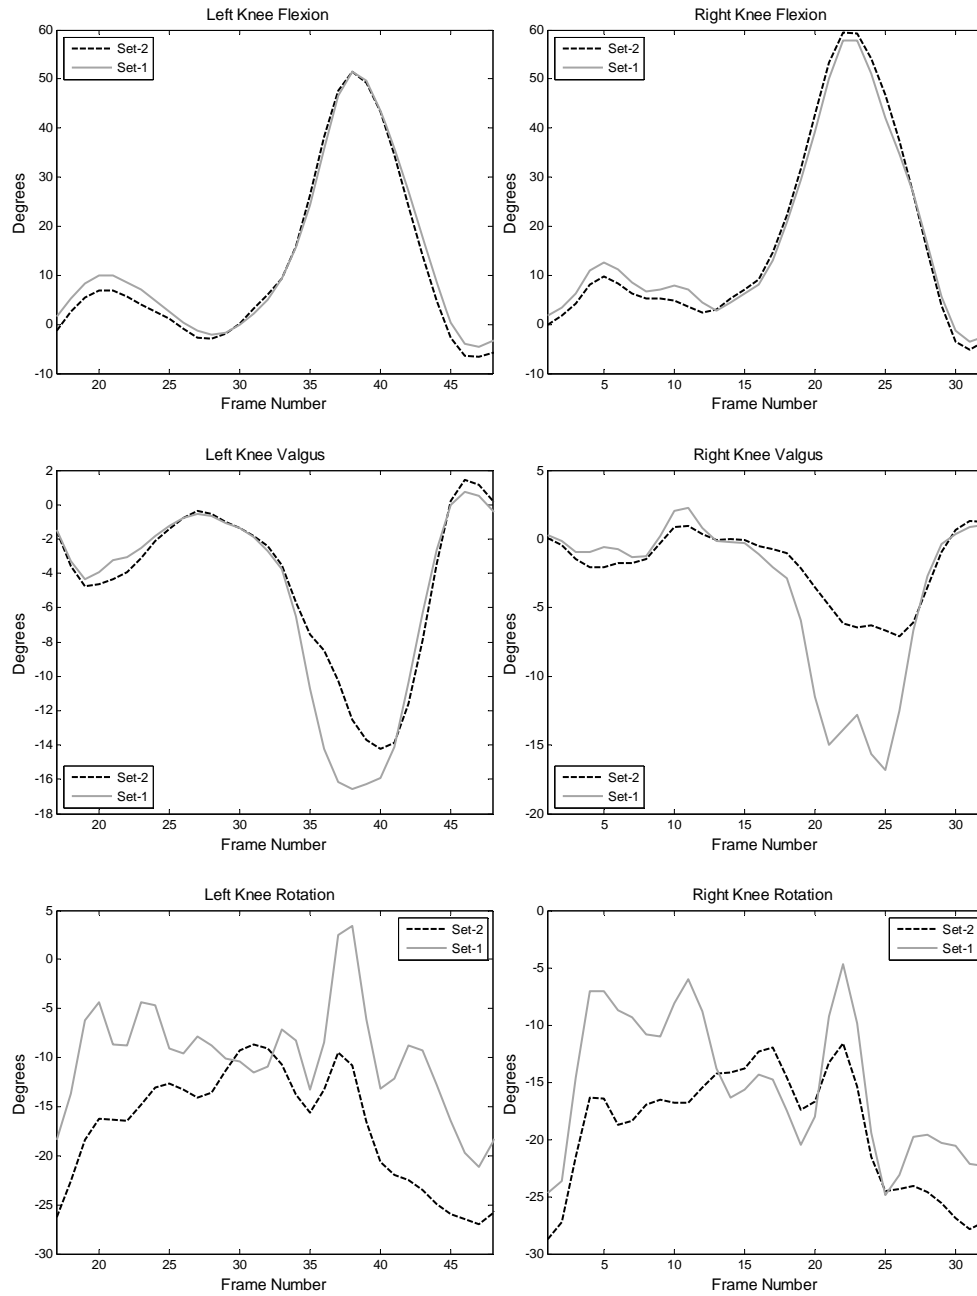 Left Knee Flexion
60
50
40
30
20
10
0
-10
Degrees
Set-2
Set-1
20 25 30 35 40 45
Frame Number
Right Knee Flexion
60
50
40
30
20
10
0
-10
Degrees
Set-2
Set-1
5 10 15 20 25 30
Frame Number
Left Knee Valgus
2
0
-2
-4
-6
-8
-10
-12
-14
-16
-18
Degrees
Set-2
Set-1
20 25 30 35 40 45
Frame Number
Right Knee Valgus
5
0
-5
-10
-15
-20
Degrees
Set-2
Set-1
5 10 15 20 25 30
Frame Number
Left Knee Rotation
5
0
-5
-10
-15
-20
-25
-30
Degrees
Set-2
Set-1
20 25 30 35 40 45
Frame Number
Right Knee Rotation
0
-5
-10
-15
-20
-25
-30
Degrees
Set-2
Set-1
5 10 15 20 25 30
Frame Number